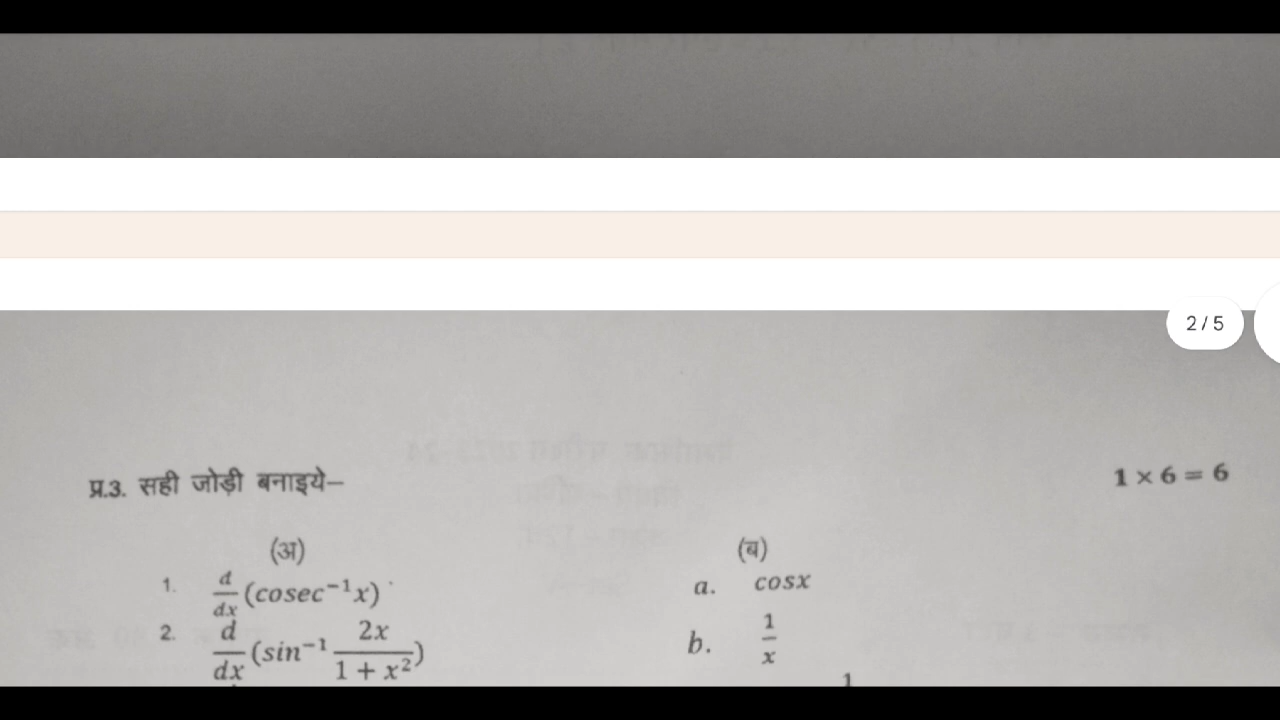 2/5
प्र.3. सही जोड़ी बनाइये– 1 × 6 = 6
(अ) (ब)
1. d/dx (cosec⁻¹x) a. cosx
2. d/dx (sin⁻¹ 2x/(1 + x²)) b. 1/x
1